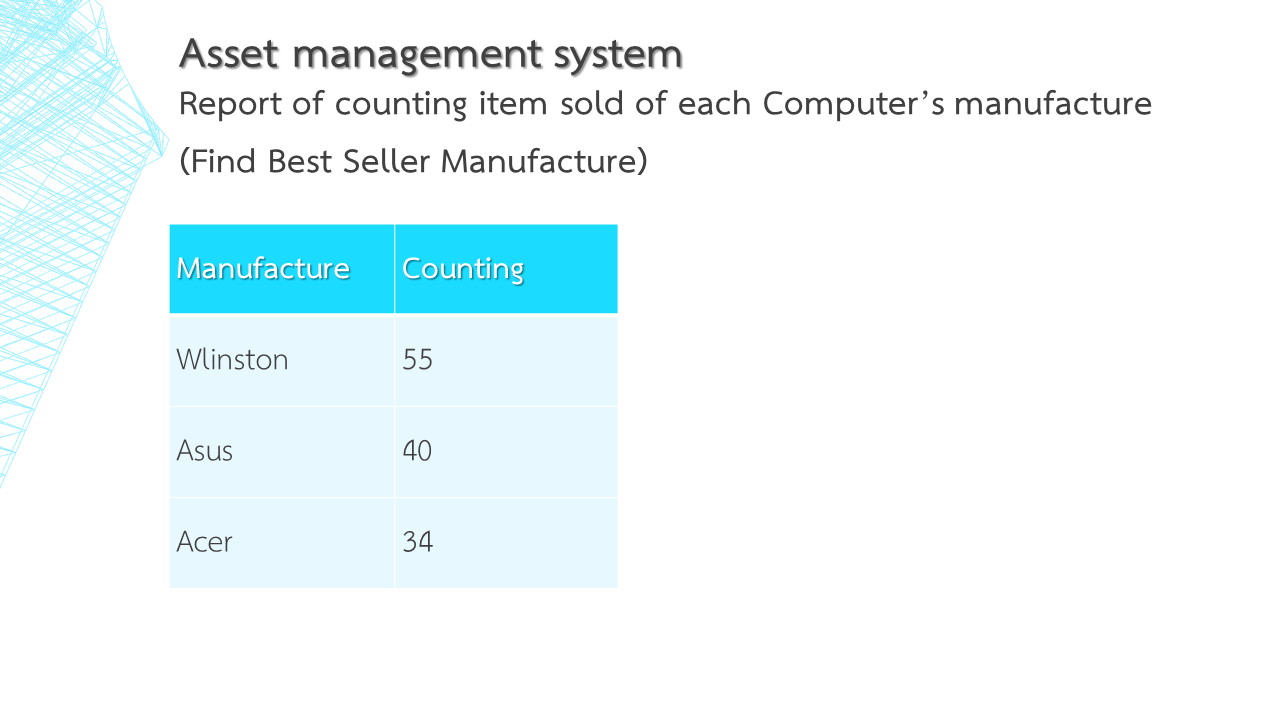 Asset management system
Report of counting item sold of each Computer's manufacture
(Find Best Seller Manufacture)
Manufacture Counting
Wlinston 55
Asus 40
Acer 34